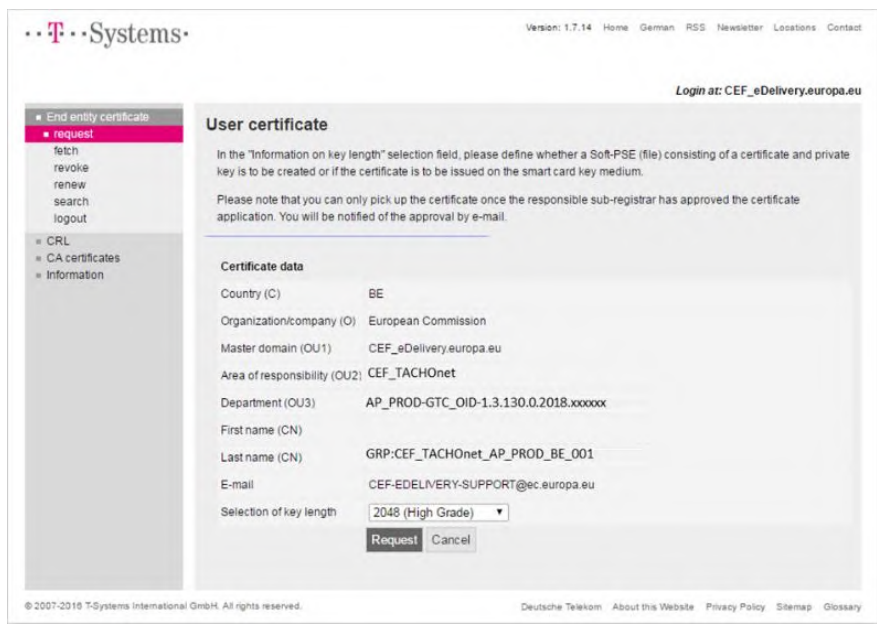 ··T··Systems·
Version: 1.7.14 Home German RSS Newsletter Locations Contact
Login at: CEF_eDelivery.europa.eu
End entity certificate
request
fetch
revoke
renew
search
logout
CRL
CA certificates
Information
User certificate
In the "Information on key length" selection field, please define whether a Soft-PSE (file) consisting of a certificate and private
key is to be created or if the certificate is to be issued on the smart card key medium.
Please note that you can only pick up the certificate once the responsible sub-registrar has approved the certificate
application. You will be notified of the approval by e-mail.
Certificate data
Country (C) BE
Organization/company (O) European Commission
Master domain (OU1) CEF_eDelivery.europa.eu
Area of responsibility (OU2) CEF_TACHOnet
Department (OU3) AP_PROD-GTC_OID-1.3.130.0.2018.xxxxxx
First name (CN)
Last name (CN) GRP:CEF_TACHOnet_AP_PROD_BE_001
E-mail CEF-EDELIVERY-SUPPORT@ec.europa.eu
Selection of key length 2048 (High Grade)
Request Cancel
© 2007-2016 T-Systems International GmbH. All rights reserved. Deutsche Telekom About this Website Privacy Policy Sitemap Glossary